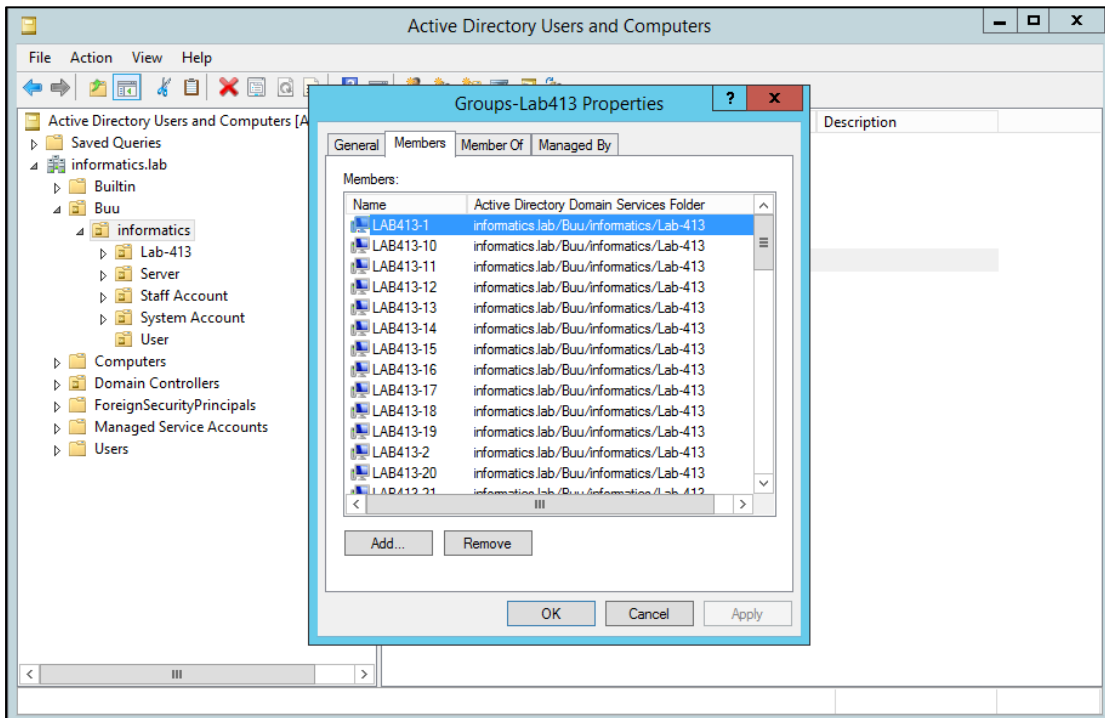 Active Directory Users and Computers
File Action View Help
Active Directory Users and Computers [A
Saved Queries
informatics.lab
Builtin
Buu
informatics
Lab-413
Server
Staff Account
System Account
User
Computers
Domain Controllers
ForeignSecurityPrincipals
Managed Service Accounts
Users
Description
Groups-Lab413 Properties
General Members Member Of Managed By
Members:
Name Active Directory Domain Services Folder
LAB413-1 informatics.lab/Buu/informatics/Lab-413
LAB413-10 informatics.lab/Buu/informatics/Lab-413
LAB413-11 informatics.lab/Buu/informatics/Lab-413
LAB413-12 informatics.lab/Buu/informatics/Lab-413
LAB413-13 informatics.lab/Buu/informatics/Lab-413
LAB413-14 informatics.lab/Buu/informatics/Lab-413
LAB413-15 informatics.lab/Buu/informatics/Lab-413
LAB413-16 informatics.lab/Buu/informatics/Lab-413
LAB413-17 informatics.lab/Buu/informatics/Lab-413
LAB413-18 informatics.lab/Buu/informatics/Lab-413
LAB413-19 informatics.lab/Buu/informatics/Lab-413
LAB413-2 informatics.lab/Buu/informatics/Lab-413
LAB413-20 informatics.lab/Buu/informatics/Lab-413
LAB413-21 informatics.lab/Buu/informatics/Lab-413
Add... Remove
OK Cancel Apply